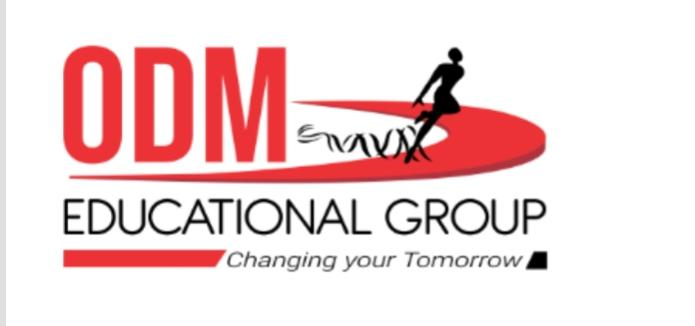 ODM
EDUCATIONAL GROUP
Changing your Tomorrow